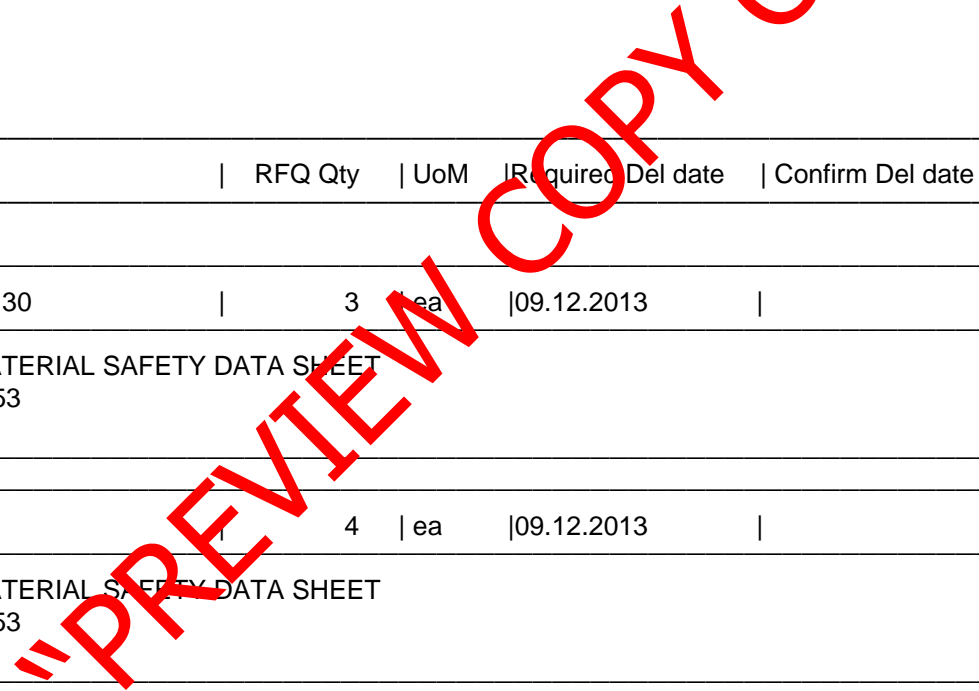 | RFQ Qty | UoM |Required Del date | Confirm Del date
30 | 3 | ea |09.12.2013 |
ATERIAL SAFETY DATA SHEET
53
| 4 | ea |09.12.2013 |
ATERIAL SAFETY DATA SHEET
53
"PREVIEW COPY